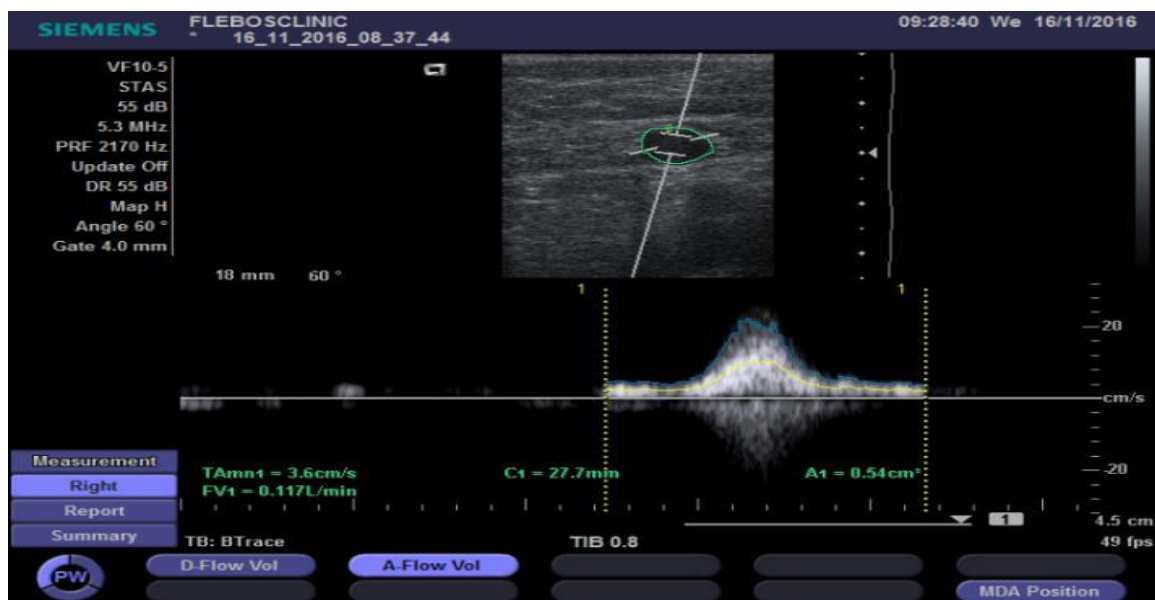 SIEMENS
FLEBOSCLINIC
* 16_11_2016_08_37_44
09:28:40 We 16/11/2016
VF10-5
STAS
55 dB
5.3 MHz
PRF 2170 Hz
Update Off
DR 55 dB
Map H
Angle 60 °
Gate 4.0 mm
18 mm 60 °
1 1
20
cm/s
-20
Measurement
Right
Report
Summary
TAmn1 = 3.6cm/s C1 = 27.7mm A1 = 0.54cm²
FV1 = 0.117L/min
1
4.5 cm
TB: BTrace TIB 0.8 49 fps
PW
D-Flow Vol A-Flow Vol
MDA Position